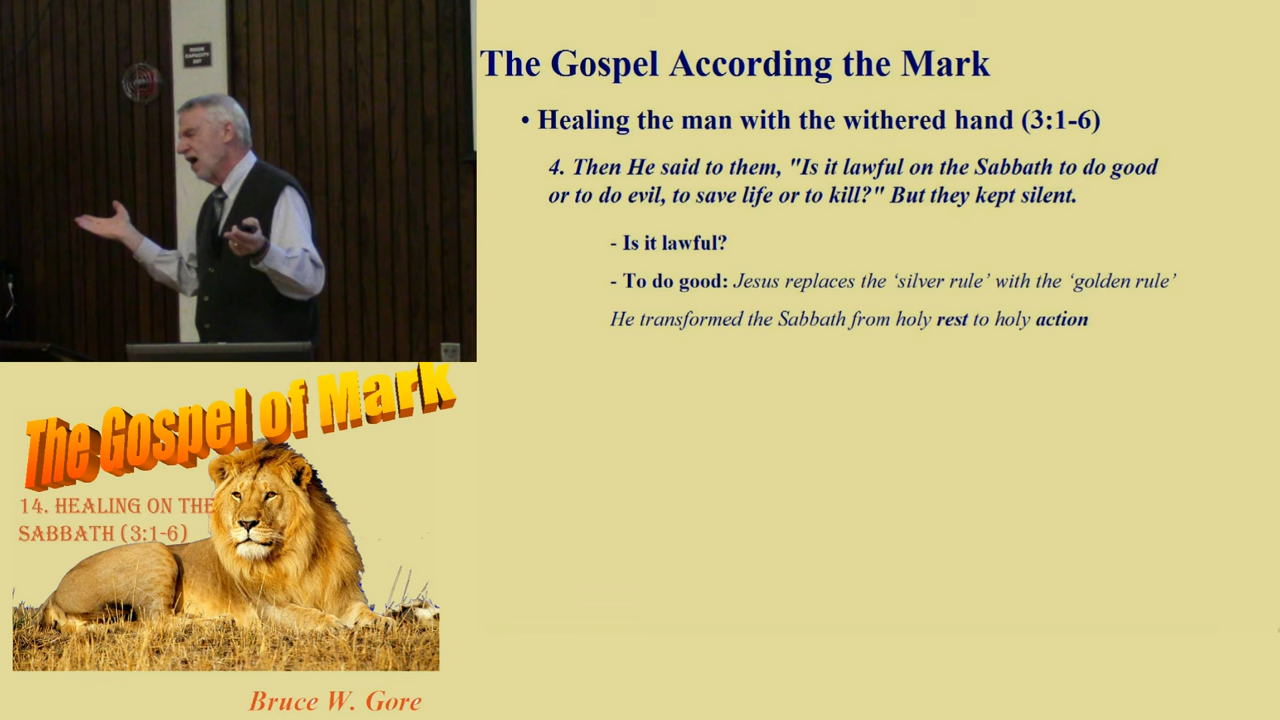 ROOM
CAPACITY
The Gospel According the Mark
• Healing the man with the withered hand (3:1-6)
4. Then He said to them, "Is it lawful on the Sabbath to do good
or to do evil, to save life or to kill?" But they kept silent.
- Is it lawful?
- To do good: Jesus replaces the ‘silver rule’ with the ‘golden rule’
He transformed the Sabbath from holy rest to holy action
The Gospel of Mark
14. HEALING ON THE
SABBATH (3:1-6)
Bruce W. Gore